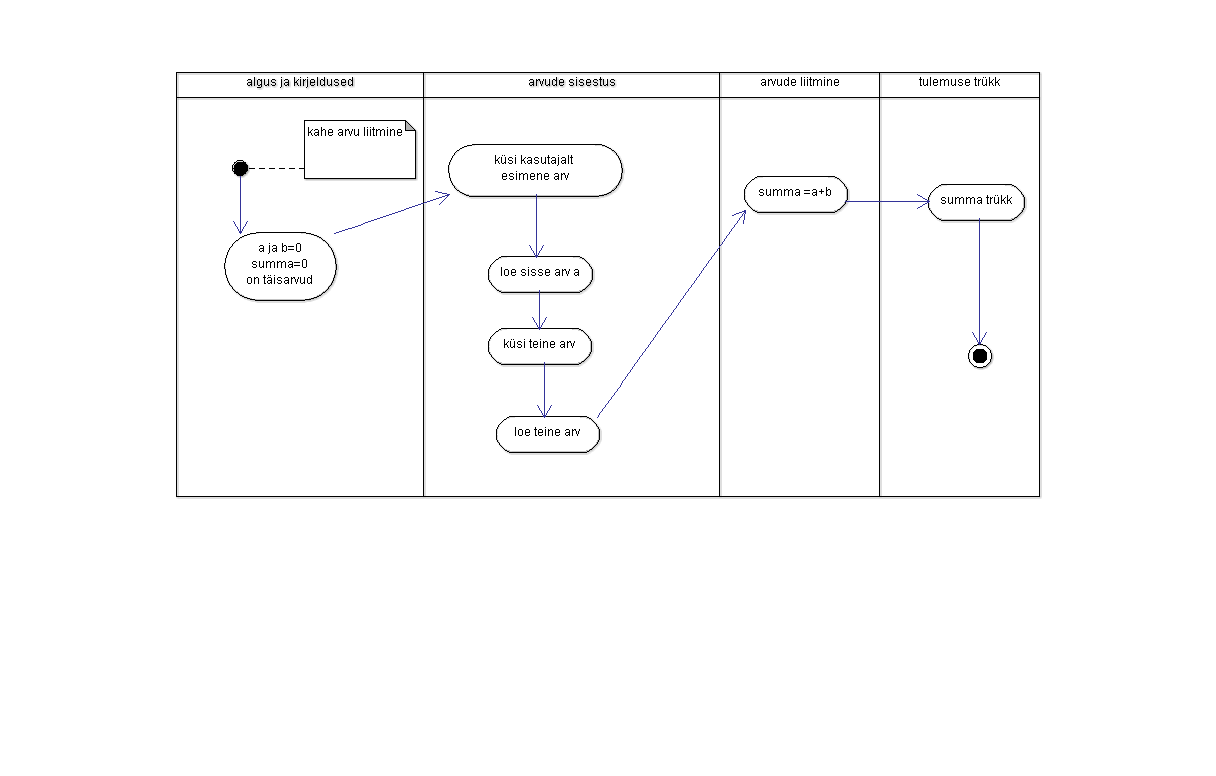 algus ja kirjeldused
arvude sisestus
arvude liitmine
tulemuse trükk
kahe arvu liitmine
a ja b=0
summa=0
on täisarvud
küsi kasutajalt
esimene arv
loe sisse arv a
küsi teine arv
loe teine arv
summa =a+b
summa trükk